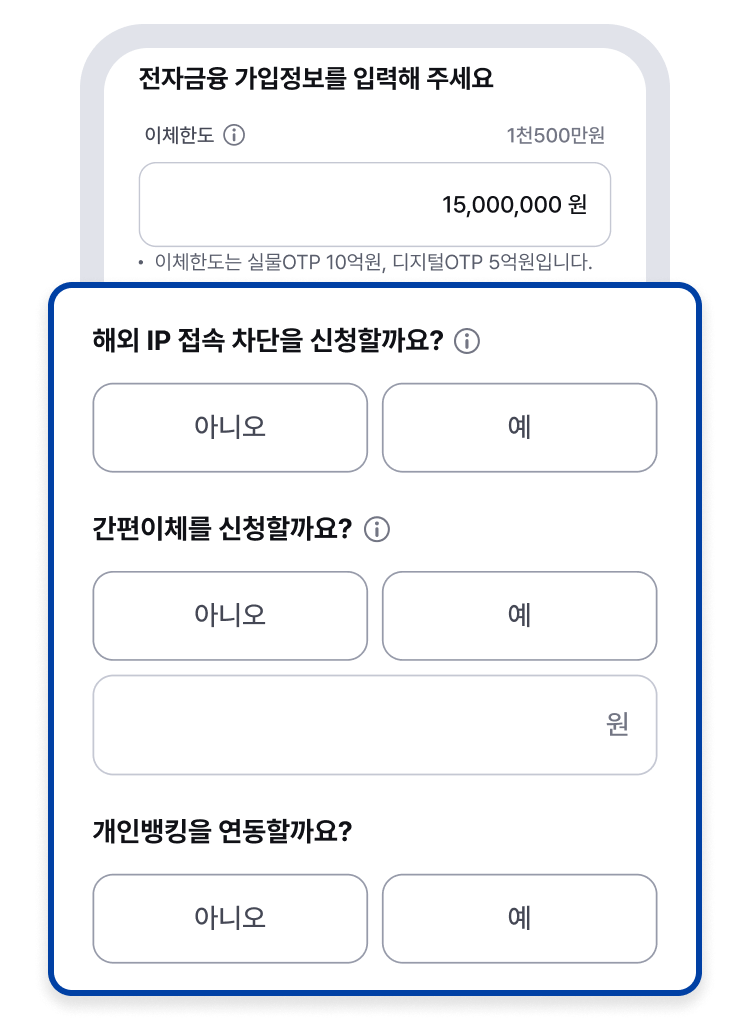 전자금융 가입정보를 입력해 주세요
이체한도 1천500만원
15,000,000 원
• 이체한도는 실물OTP 10억원, 디지털OTP 5억원입니다.
해외 IP 접속 차단을 신청할까요?
아니오 예
간편이체를 신청할까요?
아니오 예
원
개인뱅킹을 연동할까요?
아니오 예